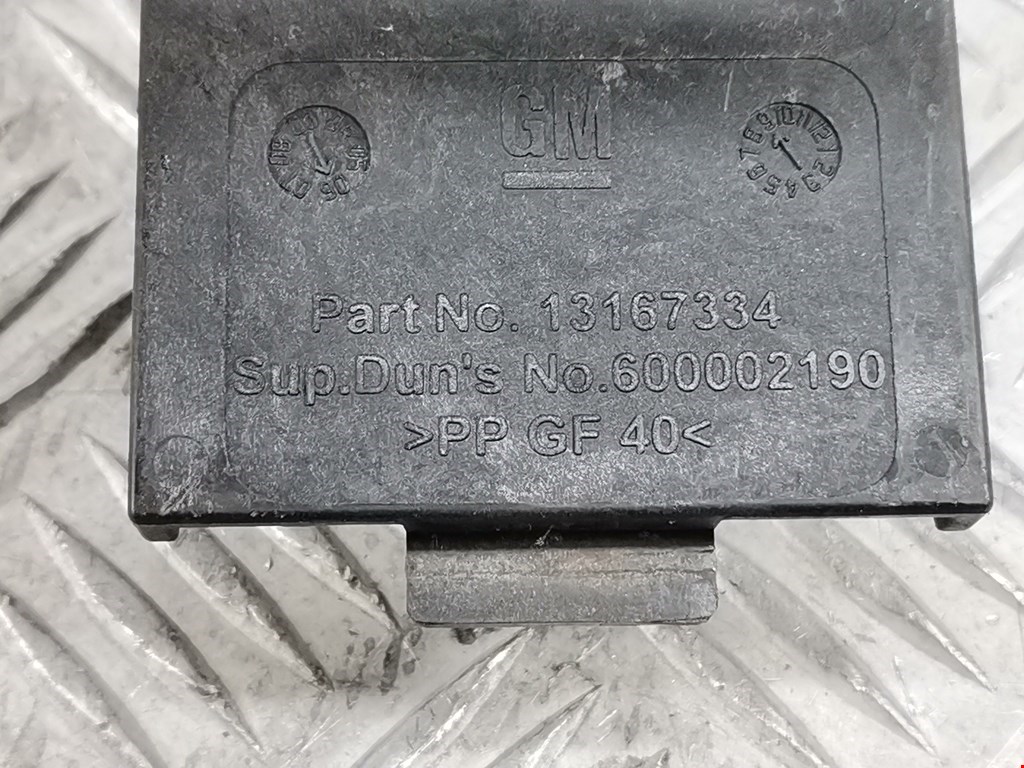 GM
Part No. 13167334
Sup.Dun's No.600002190
>PP GF 40<